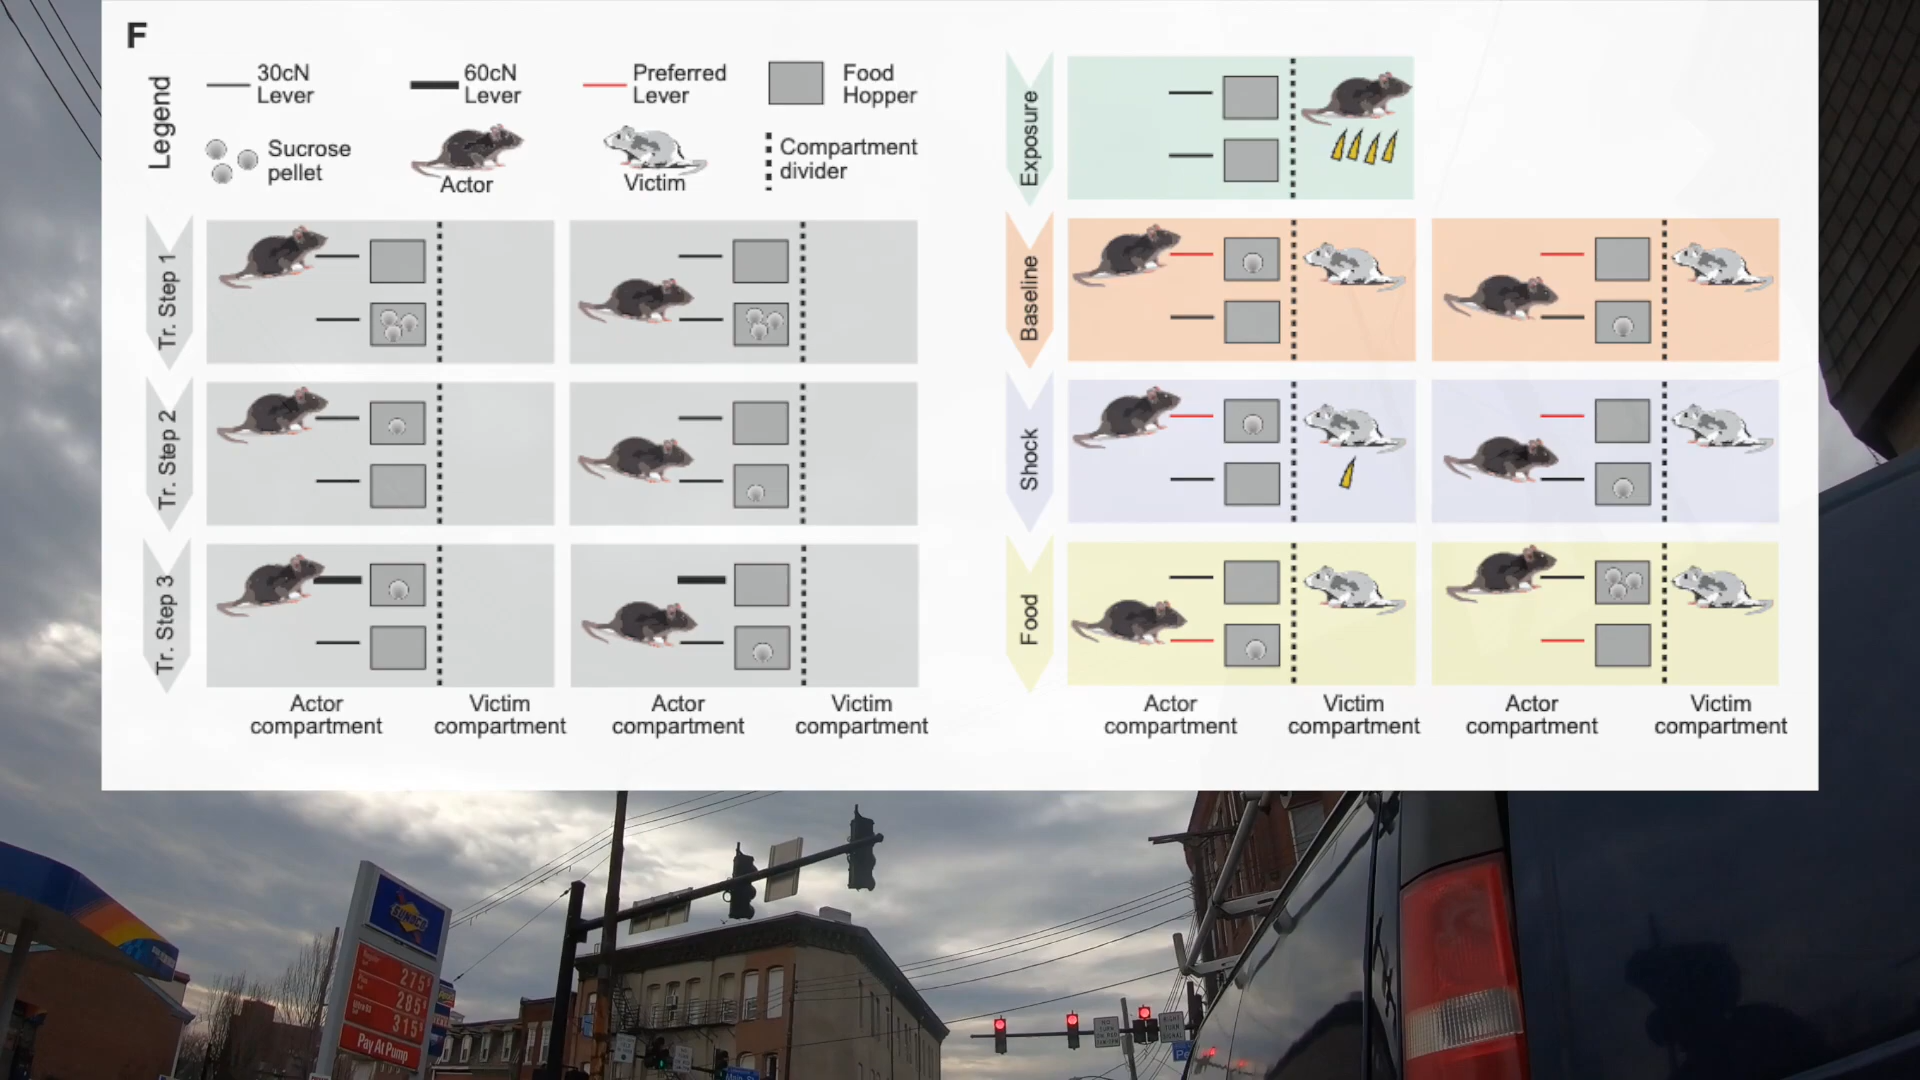 F
Legend
30cN
Lever
60cN
Lever
Preferred
Lever
Food
Hopper
Sucrose
pellet
Actor
Victim
Compartment
divider
Tr. Step 1
Tr. Step 2
Tr. Step 3
Actor
compartment
Victim
compartment
Actor
compartment
Victim
compartment
Exposure
Baseline
Shock
Food
Actor
compartment
Victim
compartment
Actor
compartment
Victim
compartment
SUNOCO
275
285
315
Pay At Pump